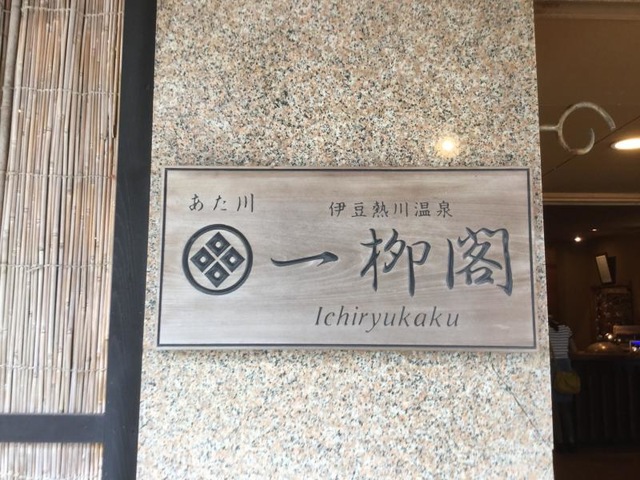 あた川
伊豆熱川温泉
一柳閣
Ichiryukaku